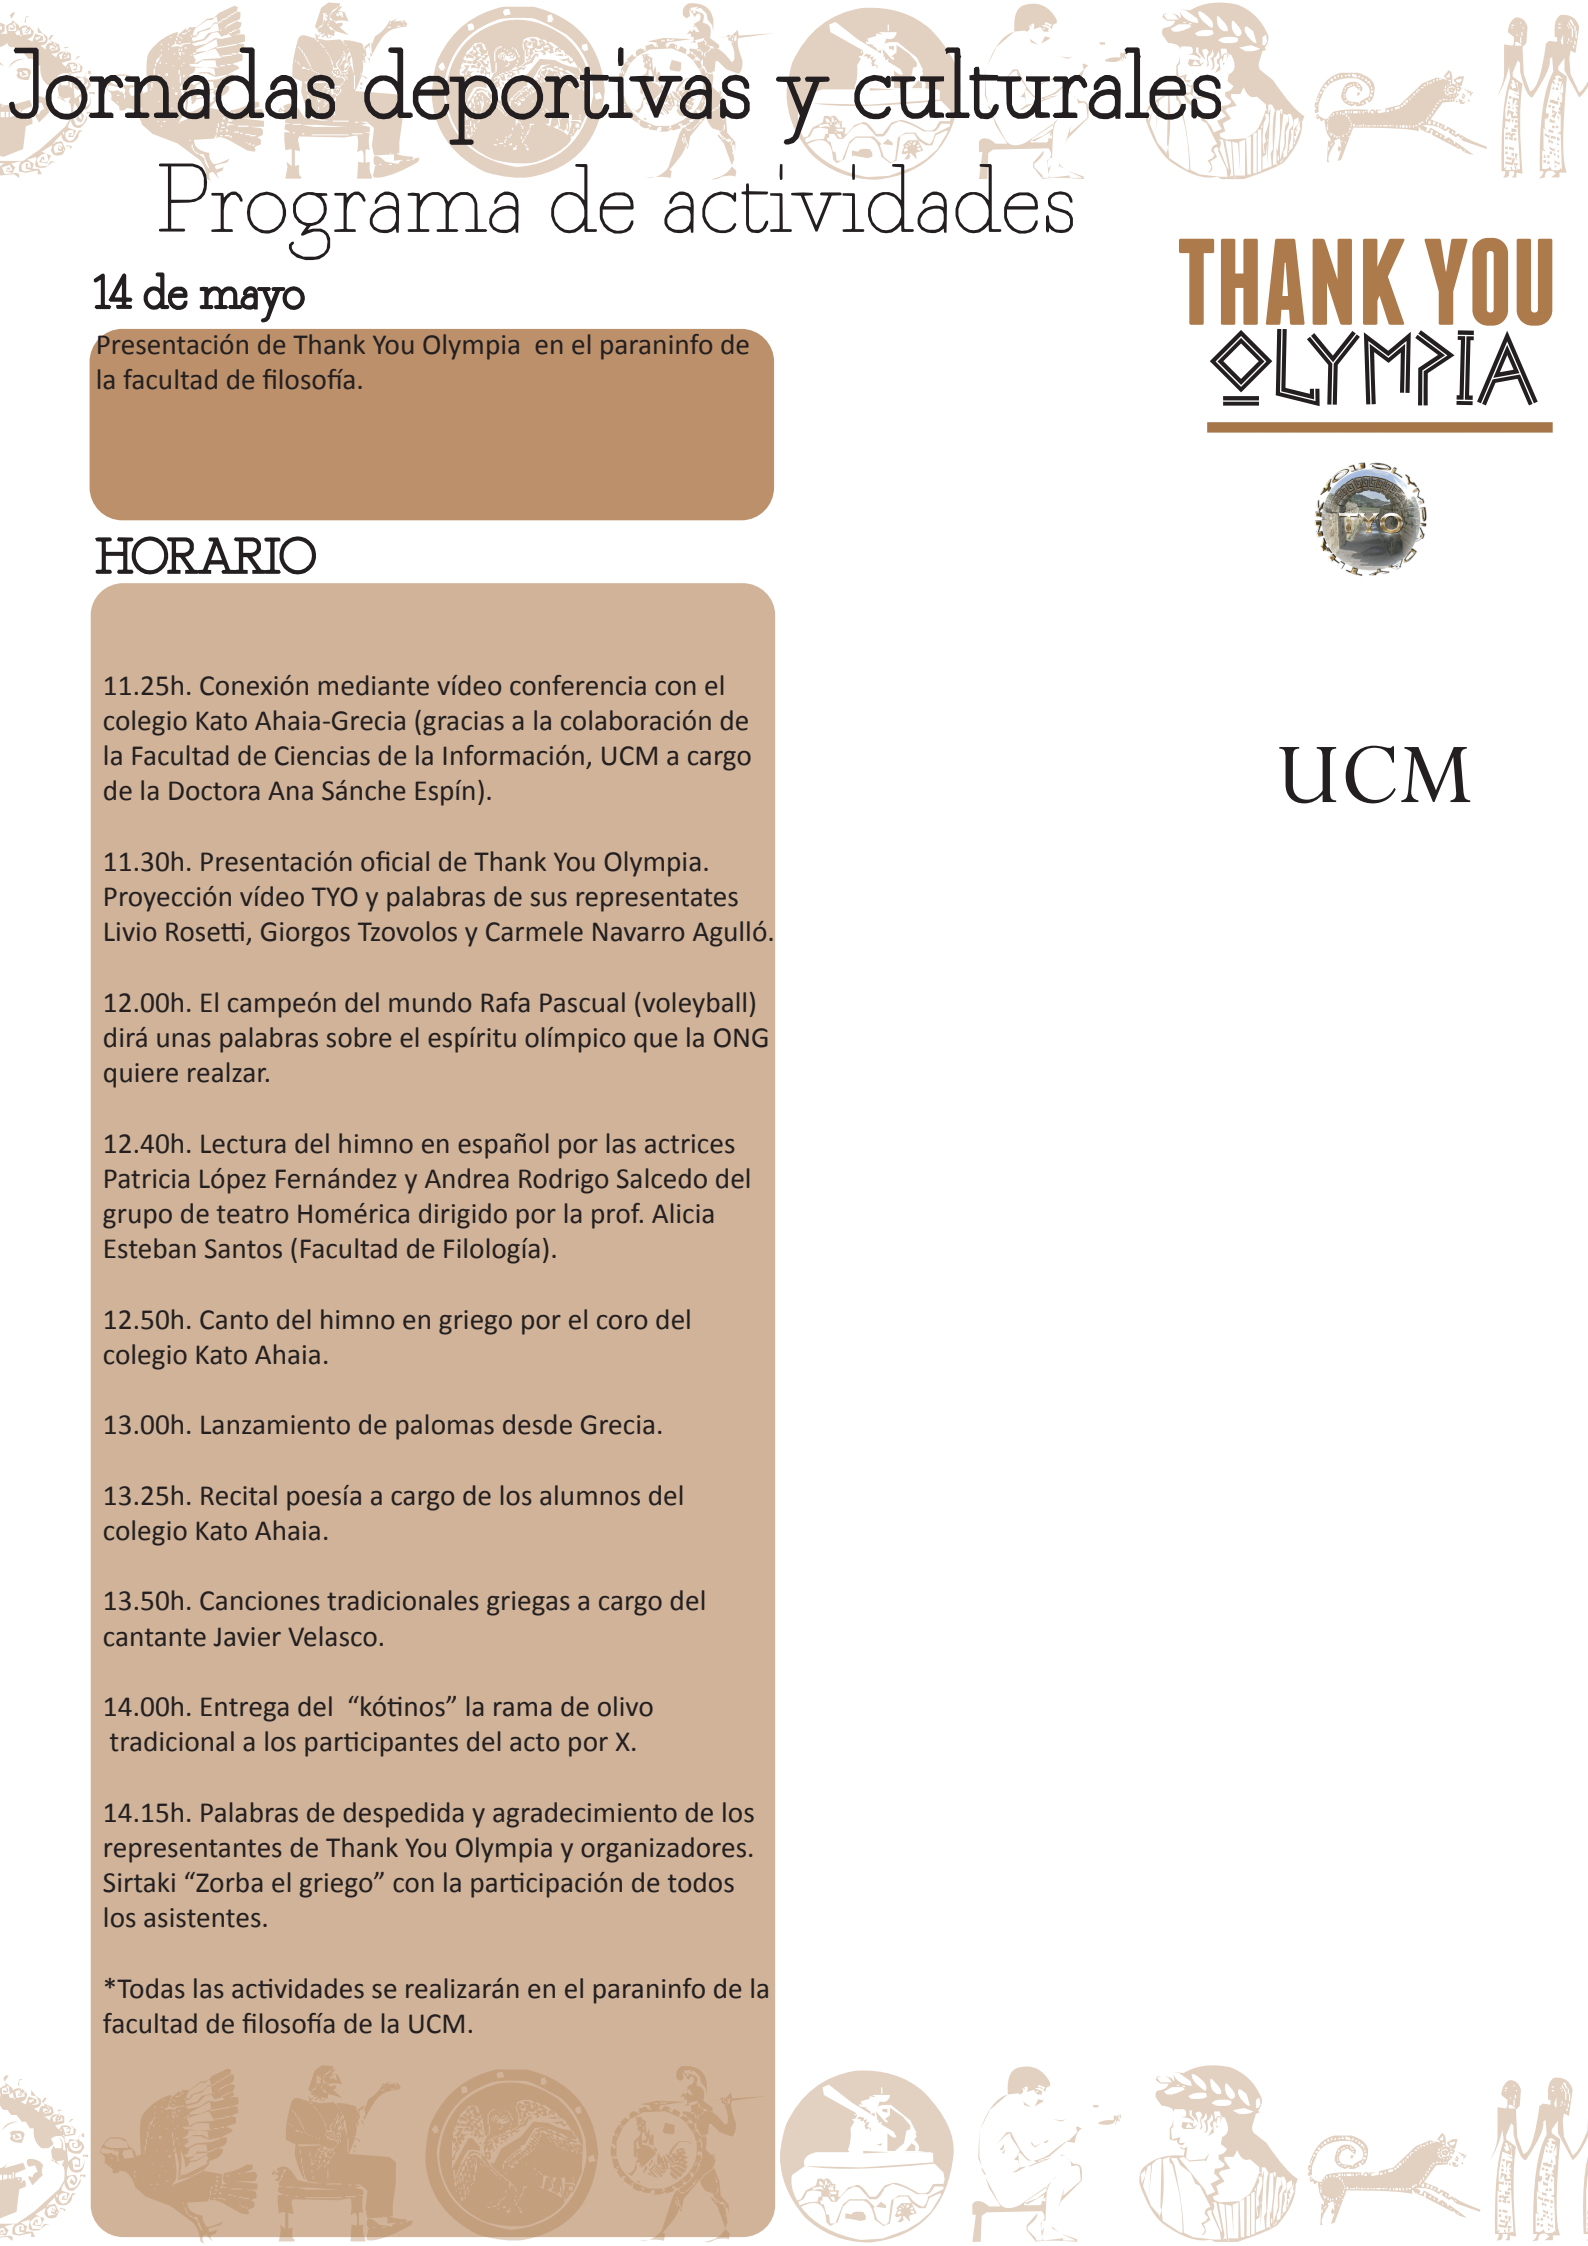 Jornadas deportivas y culturales
Programa de actividades
14 de mayo
Presentación de Thank You Olympia en el paraninfo de
la facultad de filosofía.
THANK YOU
OLYMPIA
TYO
HORARIO
11.25h. Conexión mediante vídeo conferencia con el
colegio Kato Ahaia-Grecia (gracias a la colaboración de
la Facultad de Ciencias de la Información, UCM a cargo
de la Doctora Ana Sánche Espín).
UCM
11.30h. Presentación oficial de Thank You Olympia.
Proyección vídeo TYO y palabras de sus representates
Livio Rosetti, Giorgos Tzovolos y Carmele Navarro Agulló.
12.00h. El campeón del mundo Rafa Pascual (voleyball)
dirá unas palabras sobre el espíritu olímpico que la ONG
quiere realzar.
12.40h. Lectura del himno en español por las actrices
Patricia López Fernández y Andrea Rodrigo Salcedo del
grupo de teatro Homérica dirigido por la prof. Alicia
Esteban Santos (Facultad de Filología).
12.50h. Canto del himno en griego por el coro del
colegio Kato Ahaia.
13.00h. Lanzamiento de palomas desde Grecia.
13.25h. Recital poesía a cargo de los alumnos del
colegio Kato Ahaia.
13.50h. Canciones tradicionales griegas a cargo del
cantante Javier Velasco.
14.00h. Entrega del “kótinos” la rama de olivo
tradicional a los participantes del acto por X.
14.15h. Palabras de despedida y agradecimiento de los
representantes de Thank You Olympia y organizadores.
Sirtaki “Zorba el griego” con la participación de todos
los asistentes.
*Todas las actividades se realizarán en el paraninfo de la
facultad de filosofía de la UCM.